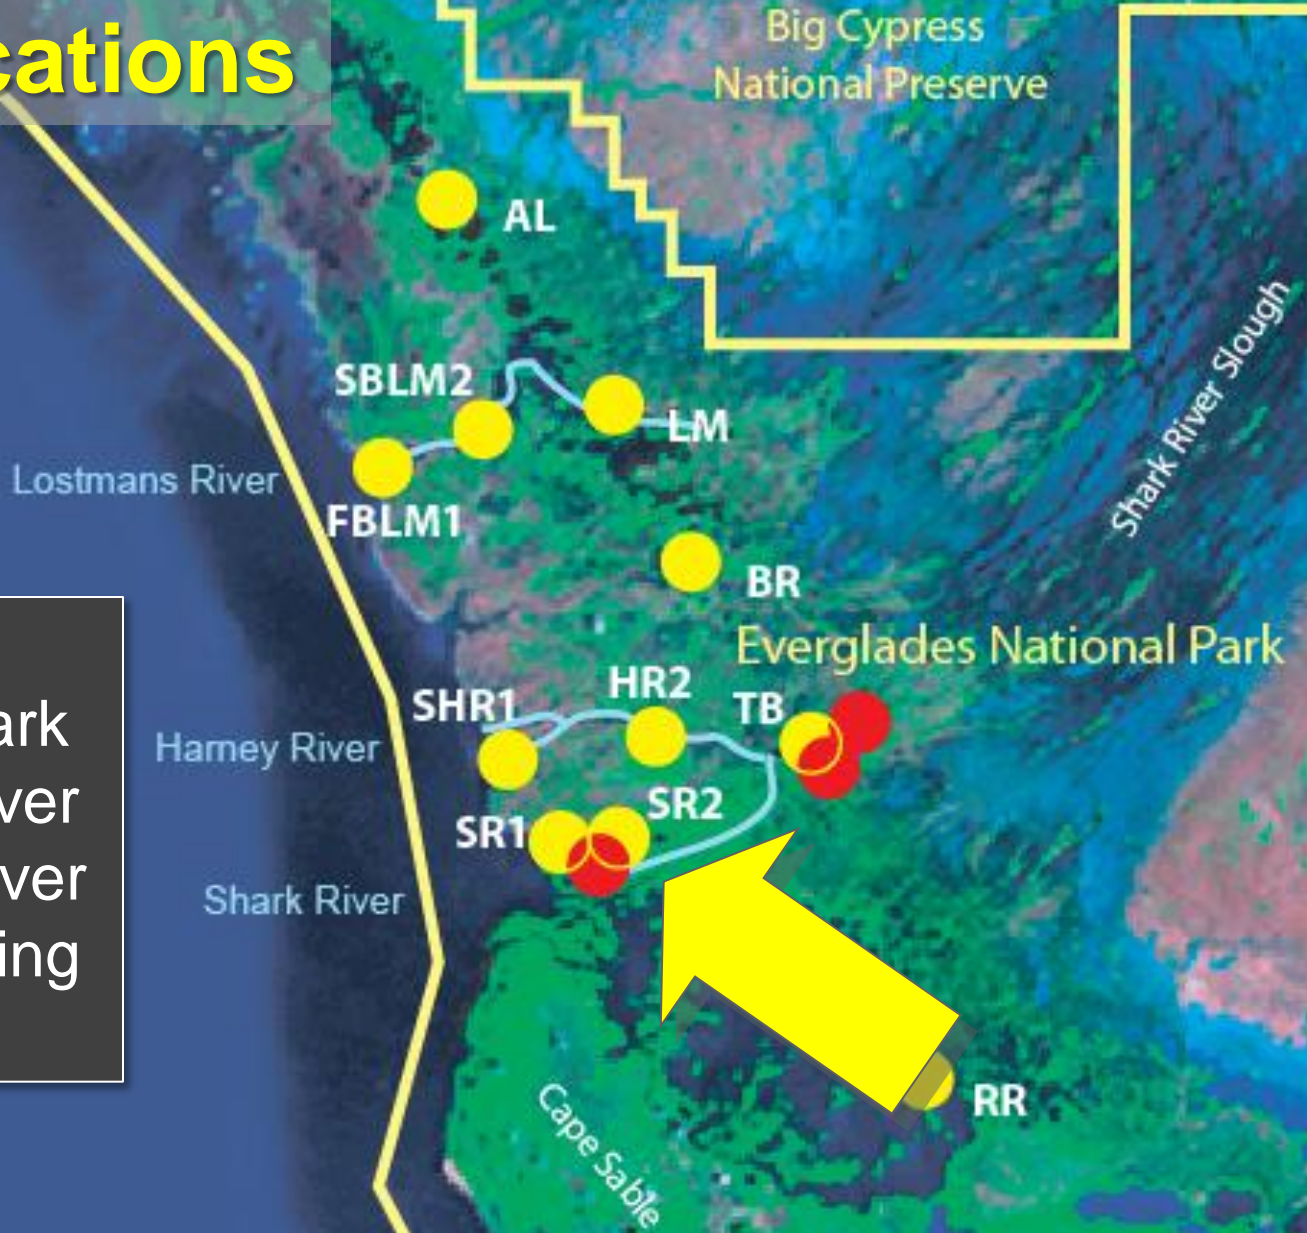 cations
Big Cypress
National Preserve
AL
SBLM2
LM
Lostmans River
FBLM1
Shark River Slough
BR
Everglades National Park
HR2
SHR1
TB
Harney River
SR2
SR1
Shark River
ark
ver
ver
ing
RR
Cape Sable